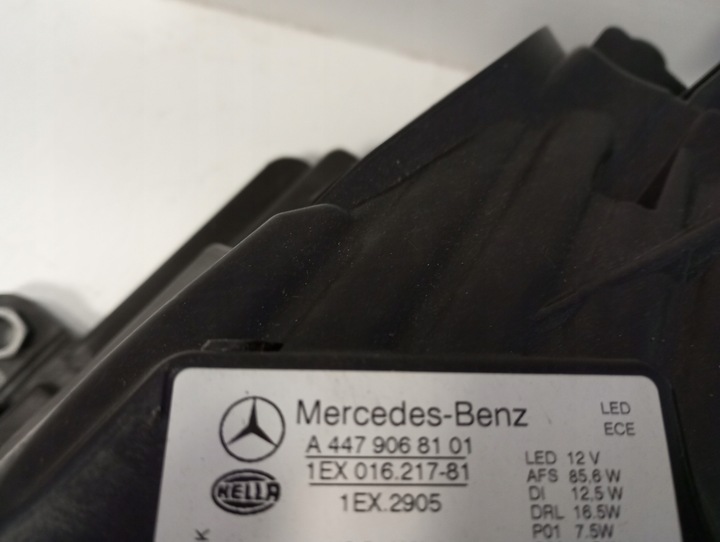 Mercedes-Benz
A 447 906 81 01
1EX 016.217-81
1EX.2905
HELLA
LED
ECE
LED 12 V
AFS 85,6 W
DI 12,5 W
DRL 16.5W
P01 7.5W
K